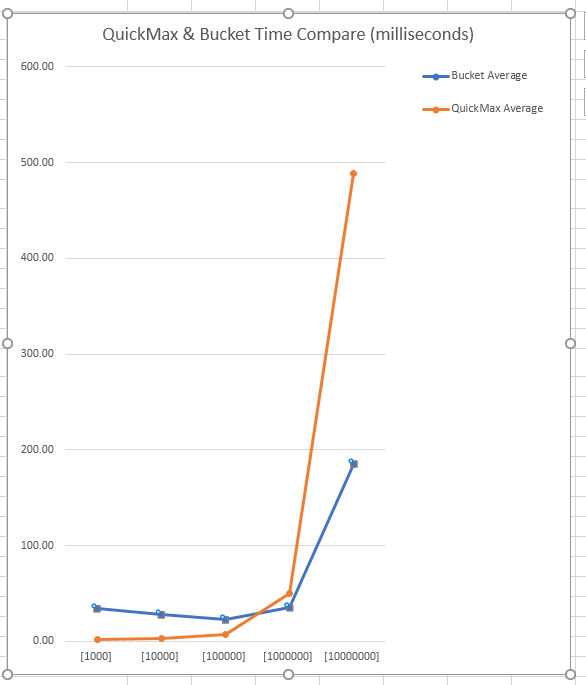 QuickMax & Bucket Time Compare (milliseconds)
600.00
Bucket Average
QuickMax Average
500.00
400.00
300.00
200.00
100.00
0.00
[1000] [10000] [100000] [1000000] [10000000]